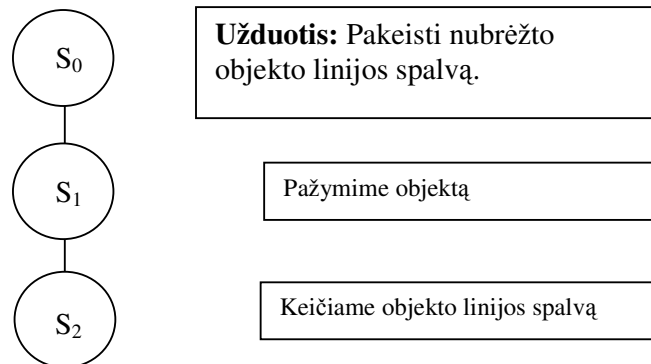 S₀
Užduotis: Pakeisti nubrėžto
objekto linijos spalvą.
S₁
Pažymime objektą
S₂
Keičiame objekto linijos spalvą